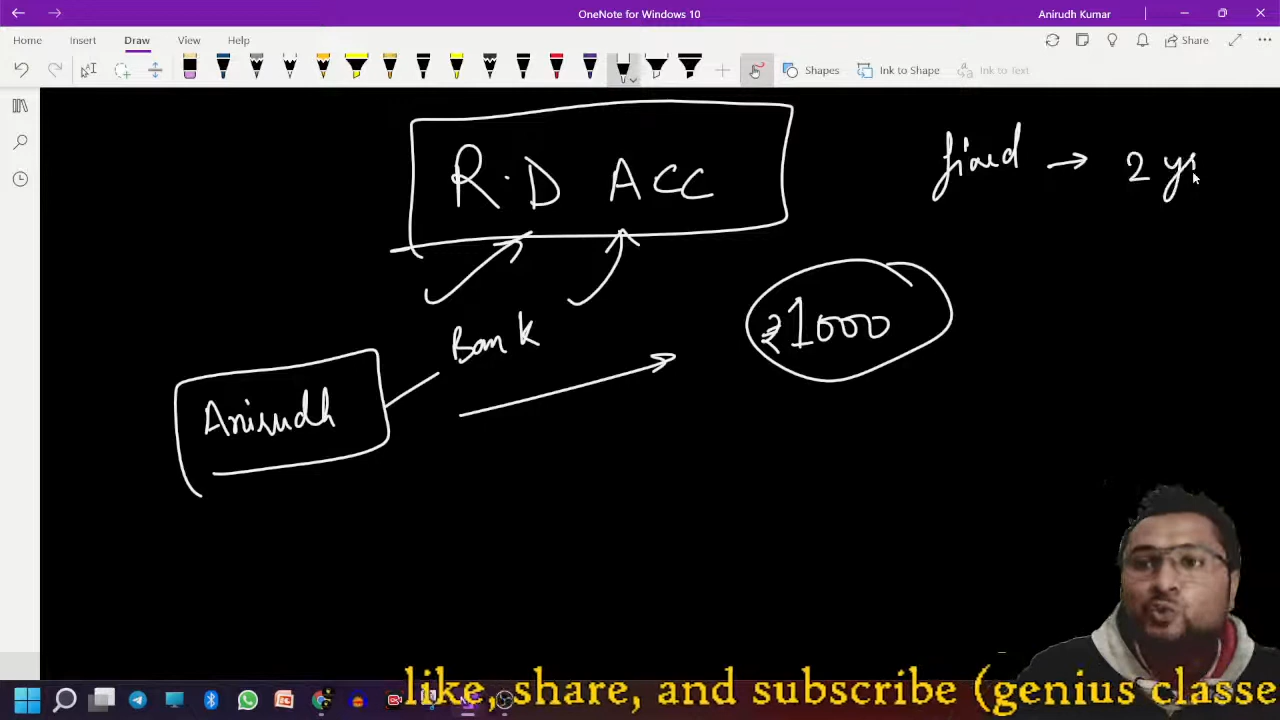 OneNote for Windows 10
Anirudh Kumar
Home Insert Draw View Help
Share
Shapes Ink to Shape Ink to Text
R.D ACC
fixed → 2 yr
Bank
₹1000
Anirudh
like, share, and subscribe (genius classe